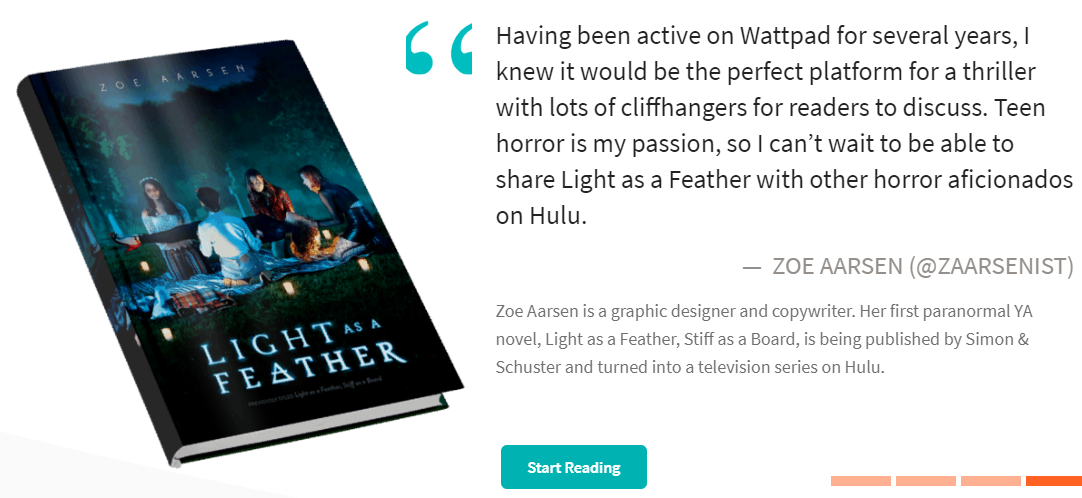 ZOE AARSEN
LIGHT AS A
FEATHER
PREVIOUSLY TITLED Light as a Feather, Stiff as a Board
“
Having been active on Wattpad for several years, I
knew it would be the perfect platform for a thriller
with lots of cliffhangers for readers to discuss. Teen
horror is my passion, so I can’t wait to be able to
share Light as a Feather with other horror aficionados
on Hulu.
— ZOE AARSEN (@ZAARSENIST)
Zoe Aarsen is a graphic designer and copywriter. Her first paranormal YA
novel, Light as a Feather, Stiff as a Board, is being published by Simon &
Schuster and turned into a television series on Hulu.
Start Reading